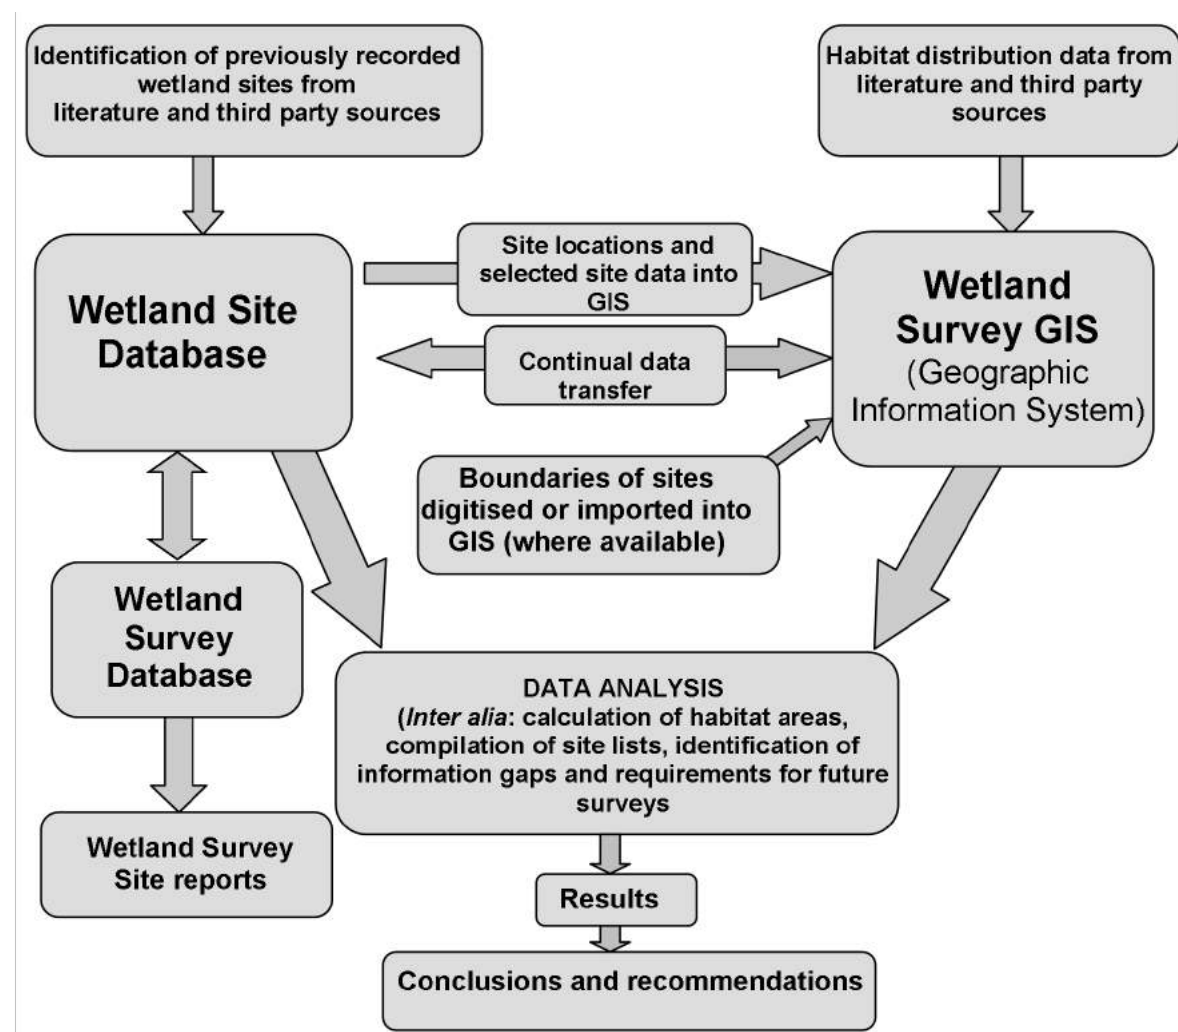 Identification of previously recorded
wetland sites from
literature and third party sources
Habitat distribution data from
literature and third party
sources
Wetland Site
Database
Site locations and
selected site data into
GIS
Continual data
transfer
Wetland
Survey GIS
(Geographic
Information System)
Boundaries of sites
digitised or imported into
GIS (where available)
Wetland
Survey
Database
DATA ANALYSIS
(Inter alia: calculation of habitat areas,
compilation of site lists, identification of
information gaps and requirements for future
surveys
Wetland Survey
Site reports
Results
Conclusions and recommendations